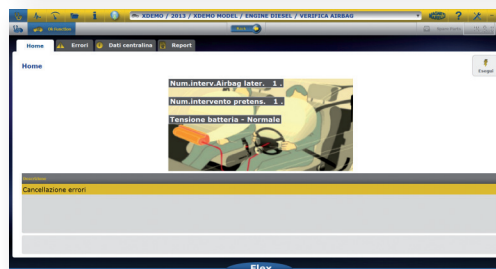 XDEMO / 2013 / XDEMO MODEL / ENGINE DIESEL / VERIFICA AIRBAG
Home
Errori
Dati centralina
Report
Home
Esegui
Num.interv.Airbag later. 1 .
Num.intervento pretens. 1 .
Tensione batteria - Normale
Cancellazione errori
Flex